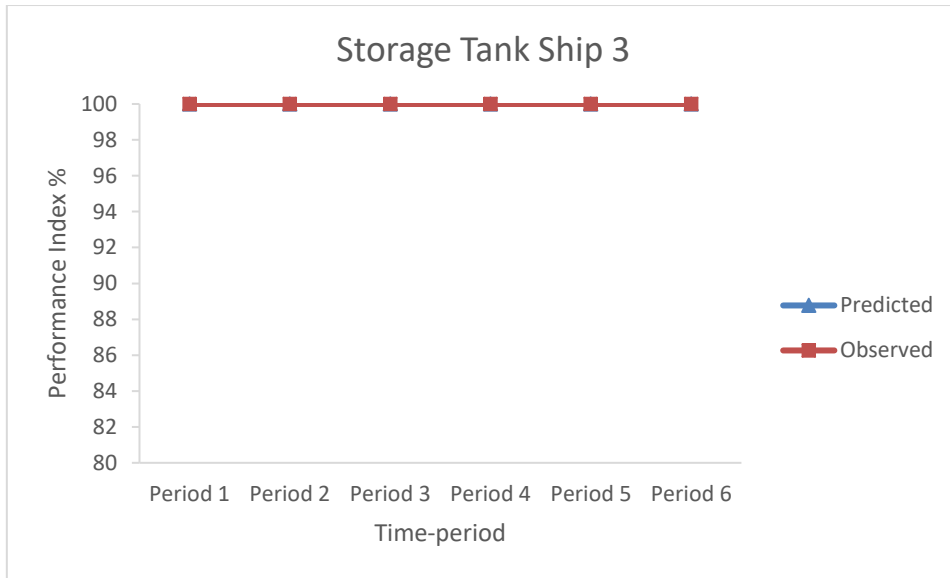 Storage Tank Ship 3
Performance Index %
100
98
96
94
92
90
88
86
84
82
80
Period 1 Period 2 Period 3 Period 4 Period 5 Period 6
Time-period
Predicted
Observed